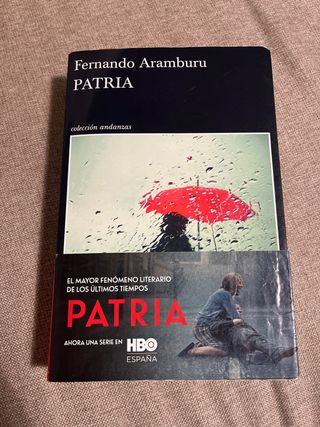 Fernando Aramburu
PATRIA
colección andanzas
EL MAYOR FENÓMENO LITERARIO
DE LOS ÚLTIMOS TIEMPOS
PATRIA
AHORA UNA SERIE EN HBO
ESPAÑA